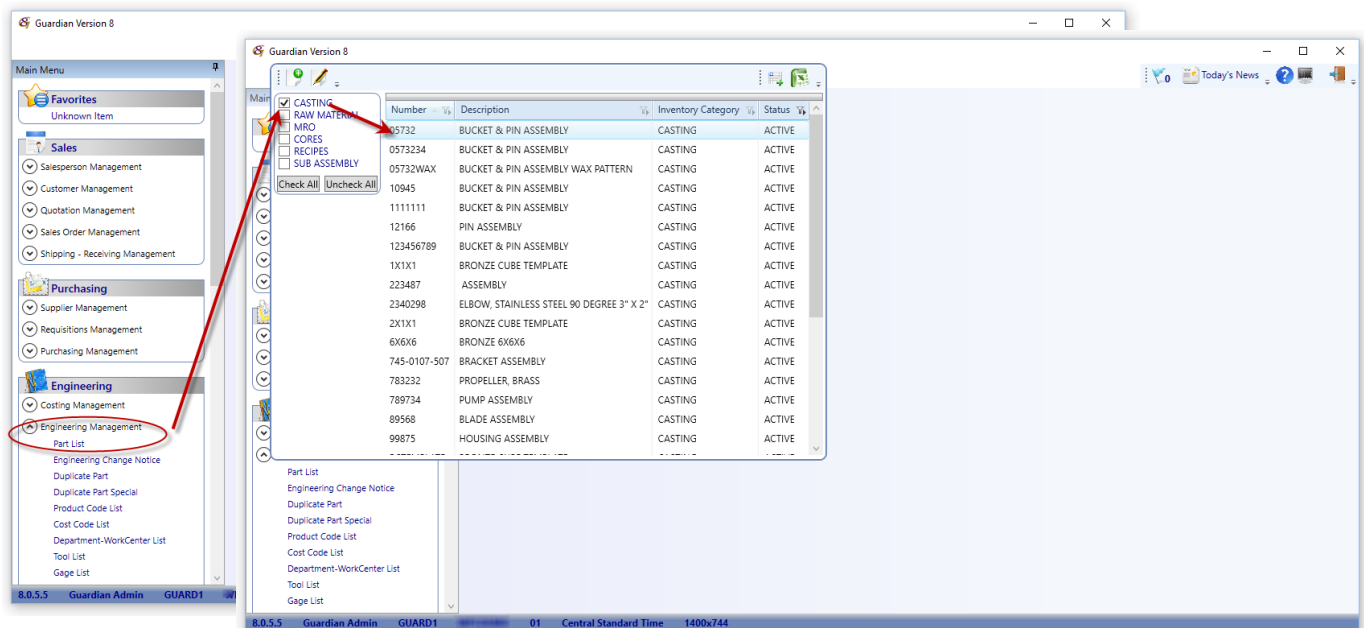 Guardian Version 8
Main Menu
Favorites
Unknown Item
Sales
Salesperson Management
Customer Management
Quotation Management
Sales Order Management
Shipping - Receiving Management
Purchasing
Supplier Management
Requisitions Management
Purchasing Management
Engineering
Costing Management
Engineering Management
Part List
Engineering Change Notice
Duplicate Part
Duplicate Part Special
Product Code List
Cost Code List
Department-WorkCenter List
Tool List
Gage List
8.0.5.5 Guardian Admin GUARD1
Guardian Version 8
0 Today's News
Main
CASTING
RAW MATERIAL
MRO
CORES
RECIPES
SUB ASSEMBLY
Check All Uncheck All
Number Description Inventory Category Status
05732 BUCKET & PIN ASSEMBLY CASTING ACTIVE
0573234 BUCKET & PIN ASSEMBLY CASTING ACTIVE
05732WAX BUCKET & PIN ASSEMBLY WAX PATTERN CASTING ACTIVE
10945 BUCKET & PIN ASSEMBLY CASTING ACTIVE
1111111 BUCKET & PIN ASSEMBLY CASTING ACTIVE
12166 PIN ASSEMBLY CASTING ACTIVE
123456789 BUCKET & PIN ASSEMBLY CASTING ACTIVE
1X1X1 BRONZE CUBE TEMPLATE CASTING ACTIVE
223487 ASSEMBLY CASTING ACTIVE
2340298 ELBOW, STAINLESS STEEL 90 DEGREE 3" X 2" CASTING ACTIVE
2X1X1 BRONZE CUBE TEMPLATE CASTING ACTIVE
6X6X6 BRONZE 6X6X6 CASTING ACTIVE
745-0107-507 BRACKET ASSEMBLY CASTING ACTIVE
783232 PROPELLER, BRASS CASTING ACTIVE
789734 PUMP ASSEMBLY CASTING ACTIVE
89568 BLADE ASSEMBLY CASTING ACTIVE
99875 HOUSING ASSEMBLY CASTING ACTIVE
Part List
Engineering Change Notice
Duplicate Part
Duplicate Part Special
Product Code List
Cost Code List
Department-WorkCenter List
Tool List
Gage List
8.0.5.5 Guardian Admin GUARD1 01 Central Standard Time 1400x744